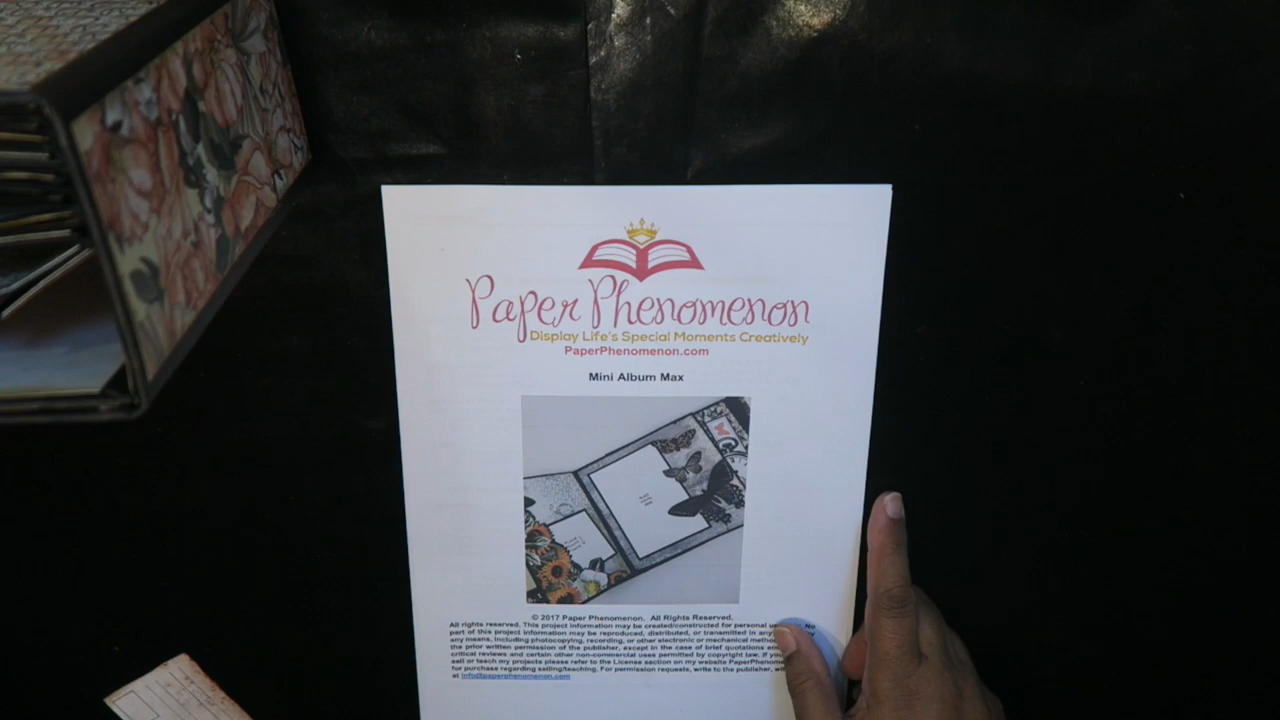 Paper Phenomenon
Display Life's Special Moments Creatively
PaperPhenomenon.com
Mini Album Max
© 2017 Paper Phenomenon. All Rights Reserved.
All rights reserved. This project information may be created/constructed for personal No
part of this project information may be reproduced, distributed, or transmitted in any
any means, including photocopying, recording, or other electronic or mechanical
the prior written permission of the publisher, except in the case of brief quotations
critical reviews and certain other non-commercial uses permitted by copyright law. If
sell or teach my projects please refer to the License section on my website
for purchase regarding selling/teaching. For permission requests, write to the publisher,
at info@paperphenomenon.com